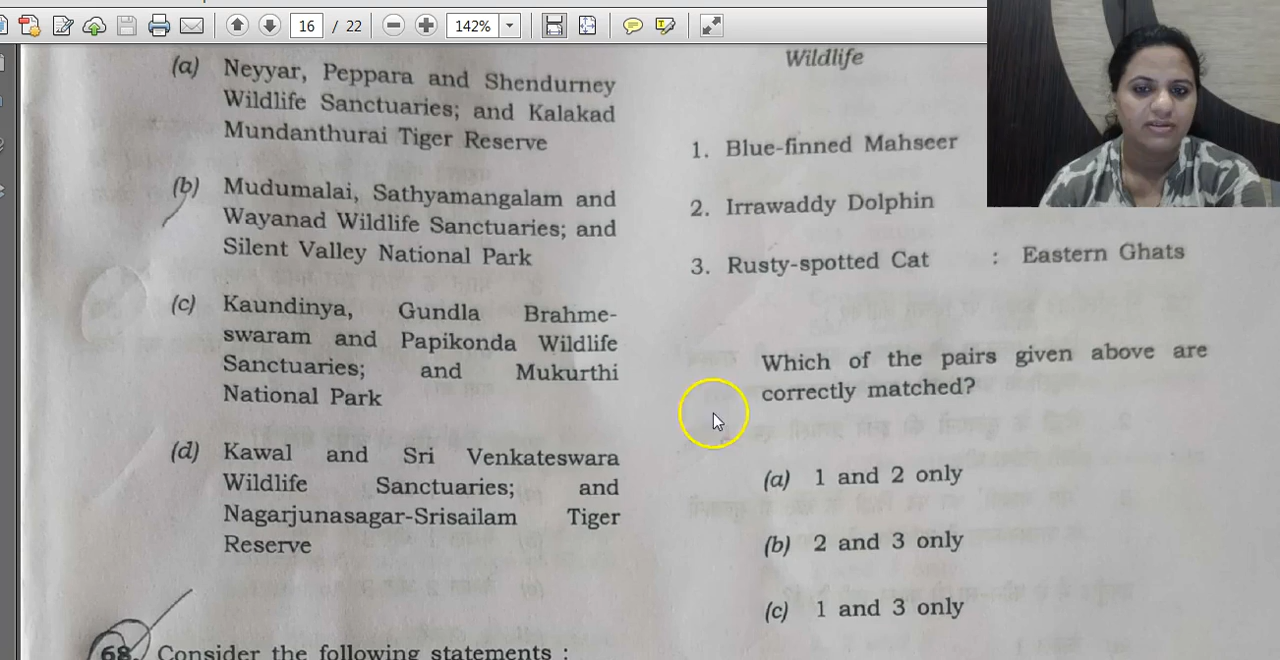 16 / 22
142%
(a) Neyyar, Peppara and Shendurney
Wildlife Sanctuaries; and Kalakad
Mundanthurai Tiger Reserve
(b) Mudumalai, Sathyamangalam and
Wayanad Wildlife Sanctuaries; and
Silent Valley National Park
(c) Kaundinya, Gundla Brahme-
swaram and Papikonda Wildlife
Sanctuaries; and Mukurthi
National Park
(d) Kawal and Sri Venkateswara
Wildlife Sanctuaries; and
Nagarjunasagar-Srisailam Tiger
Reserve
68. Consider the following statements :
Wildlife
1. Blue-finned Mahseer
2. Irrawaddy Dolphin
3. Rusty-spotted Cat : Eastern Ghats
Which of the pairs given above are
correctly matched?
(a) 1 and 2 only
(b) 2 and 3 only
(c) 1 and 3 only